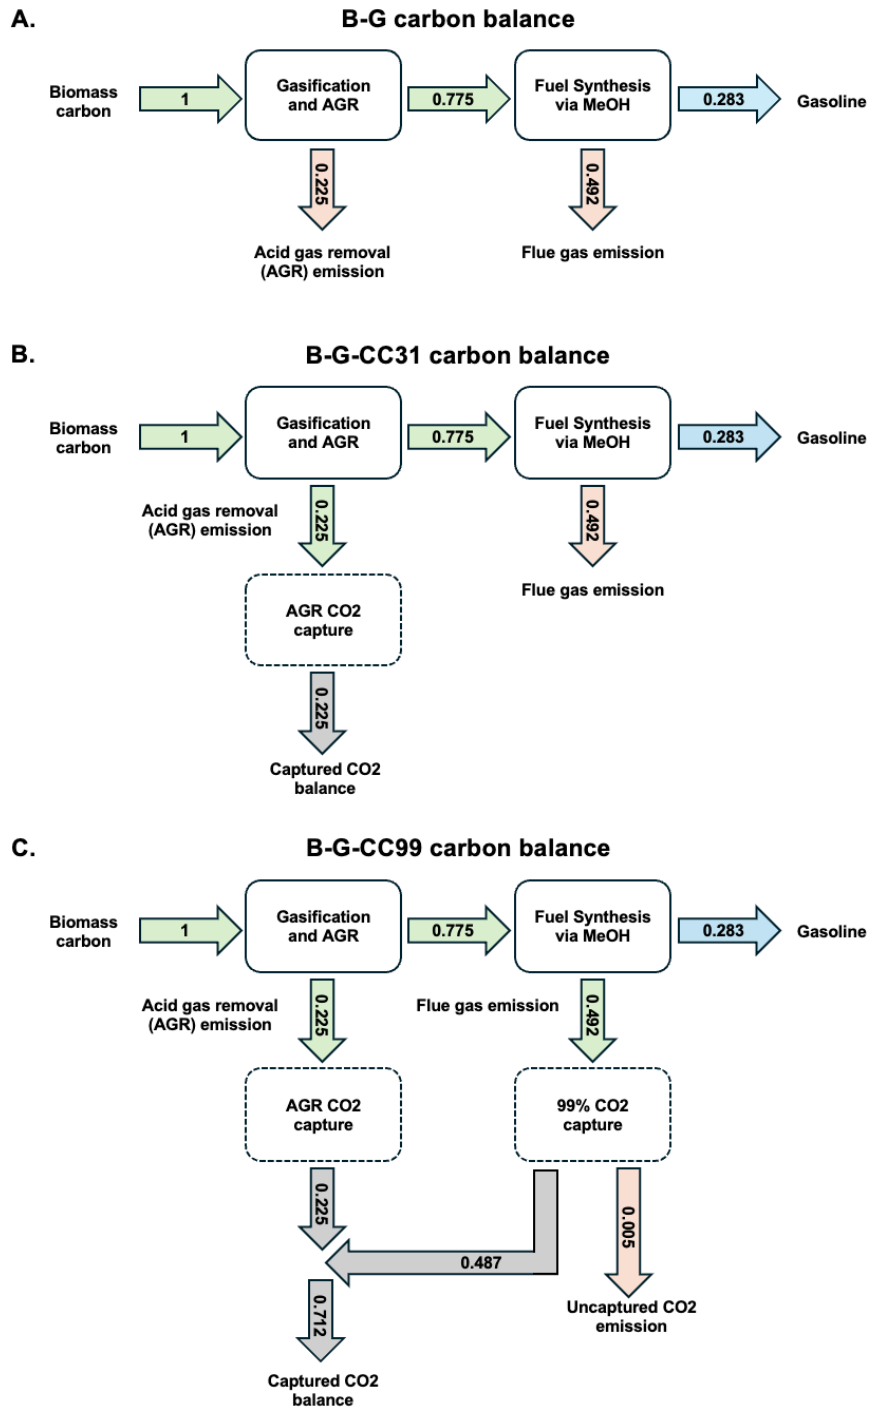 A.
B-G carbon balance
Biomass
carbon
1
Gasification
and AGR
0.775
Fuel Synthesis
via MeOH
0.283
Gasoline
0.225
0.492
Acid gas removal
(AGR) emission
Flue gas emission
B.
B-G-CC31 carbon balance
Biomass
carbon
1
Gasification
and AGR
0.775
Fuel Synthesis
via MeOH
0.283
Gasoline
Acid gas removal
(AGR) emission
0.225
0.492
Flue gas emission
AGR CO2
capture
0.225
Captured CO2
balance
C.
B-G-CC99 carbon balance
Biomass
carbon
1
Gasification
and AGR
0.775
Fuel Synthesis
via MeOH
0.283
Gasoline
Acid gas removal
(AGR) emission
0.225
Flue gas emission
0.492
AGR CO2
capture
99% CO2
capture
0.225
0.487
0.005
0.712
Uncaptured CO2
emission
Captured CO2
balance